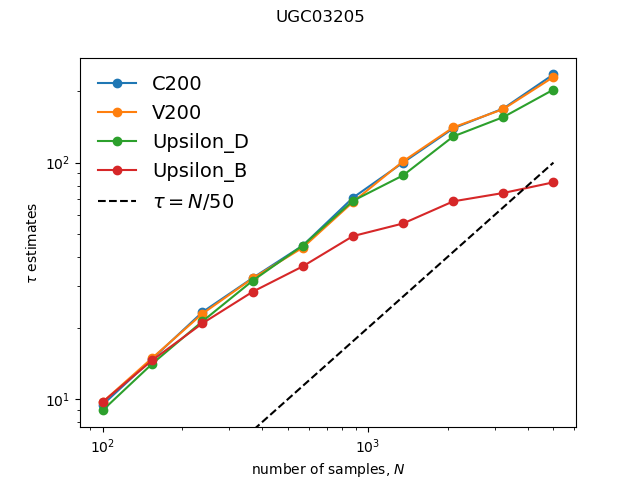 UGC03205
C200
V200
Upsilon_D
Upsilon_B
τ = N/50
10²
10¹
τ estimates
10² 10³
number of samples, N